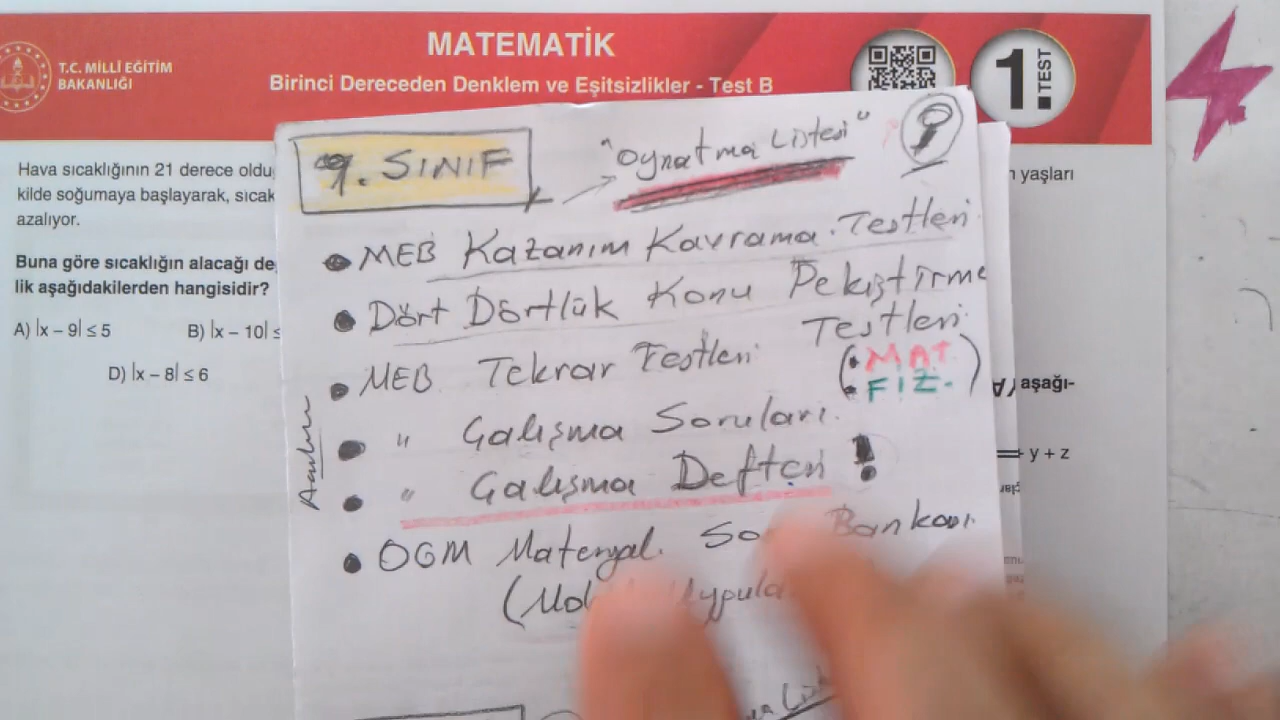 MATEMATİK
T.C. MİLLÎ EĞİTİM
BAKANLIĞI
Birinci Dereceden Denklem ve Eşitsizlikler - Test B
1.
TEST
Hava sıcaklığının 21 derece oldu
kilde soğumaya başlayarak, sıcak
azalıyor.
Buna göre sıcaklığın alacağı de
lik aşağıdakilerden hangisidir?
A) |x – 9| ≤ 5 B) |x – 10| ≤
D) |x – 8| ≤ 6
9. SINIF
"Oynatma Listesi"
9
• MEB Kazanım Kavrama Testleri
• Dört Dörtlük Konu Pekiştirme
Testleri
• MEB Tekrar Testleri
(• MAT.
• FİZ.)
• " Çalışma Soruları
• " Çalışma Defteri !
• OGM Materyal Bankası
n yaşları
aşağı-
y + z